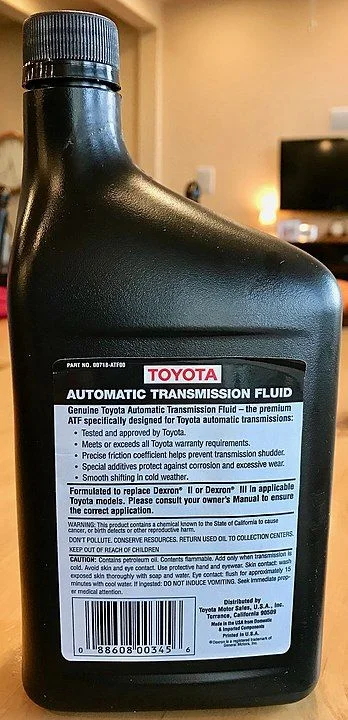 PART NO. 00718-ATF00
TOYOTA
AUTOMATIC TRANSMISSION FLUID
Genuine Toyota Automatic Transmission Fluid – the premium
ATF specifically designed for Toyota automatic transmissions:
• Tested and approved by Toyota.
• Meets or exceeds all Toyota warranty requirements.
• Precise friction coefficient helps prevent transmission shudder.
• Special additives protect against corrosion and excessive wear.
• Smooth shifting in cold weather.
Formulated to replace Dexron® II or Dexron® III in applicable
Toyota models. Please consult your owner's Manual to ensure
the correct application.
WARNING: This product contains a chemical known to the State of California to cause
cancer, or birth defects or other reproductive harm.
DON'T POLLUTE. CONSERVE RESOURCES. RETURN USED OIL TO COLLECTION CENTERS.
KEEP OUT OF REACH OF CHILDREN
CAUTION: Contains petroleum oil. Contents flammable. Add only when transmission is
cold. Avoid skin and eye contact. Use protective hand and eyewear. Skin contact: wash
exposed skin thoroughly with soap and water. Eye contact: flush for approximately 15
minutes with cool water. If Ingested: DO NOT INDUCE VOMITING. Seek immediate prop-
er medical attention.
Distributed by
Toyota Motor Sales, U.S.A., Inc.
Torrance, California 90509
Made in the USA from Domestic
& Imported Components
Printed in U.S.A.
®Dexron is a registered trademark of
General Motors, Inc.
0 88608 00345 6